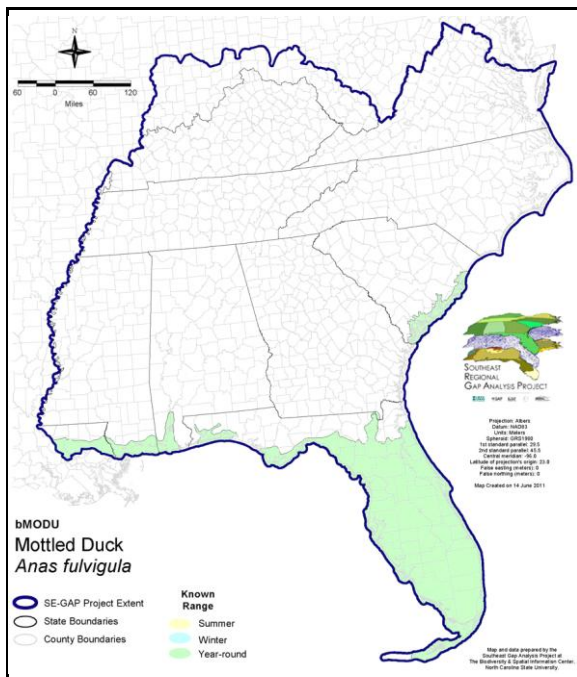 N
60 0 60 120
Miles
SOUTHEAST
REGIONAL
GAP ANALYSIS PROJECT
Projection: Albers
Datum: NAD83
Units: Meters
Spheroid: GRS1980
1st standard parallel: 29.5
2nd standard parallel: 45.5
Central meridian: -96.0
Latitude of projection's origin: 23.0
False easting (meters): 0
False northing (meters): 0
Map Created on 14 June 2011
bMODU
Mottled Duck
Anas fulvigula
SE-GAP Project Extent
State Boundaries
County Boundaries
Known
Range
Summer
Winter
Year-round
Map and data prepared by the
Southeast Gap Analysis Project at
The Biodiversity & Spatial Information Center,
North Carolina State University.